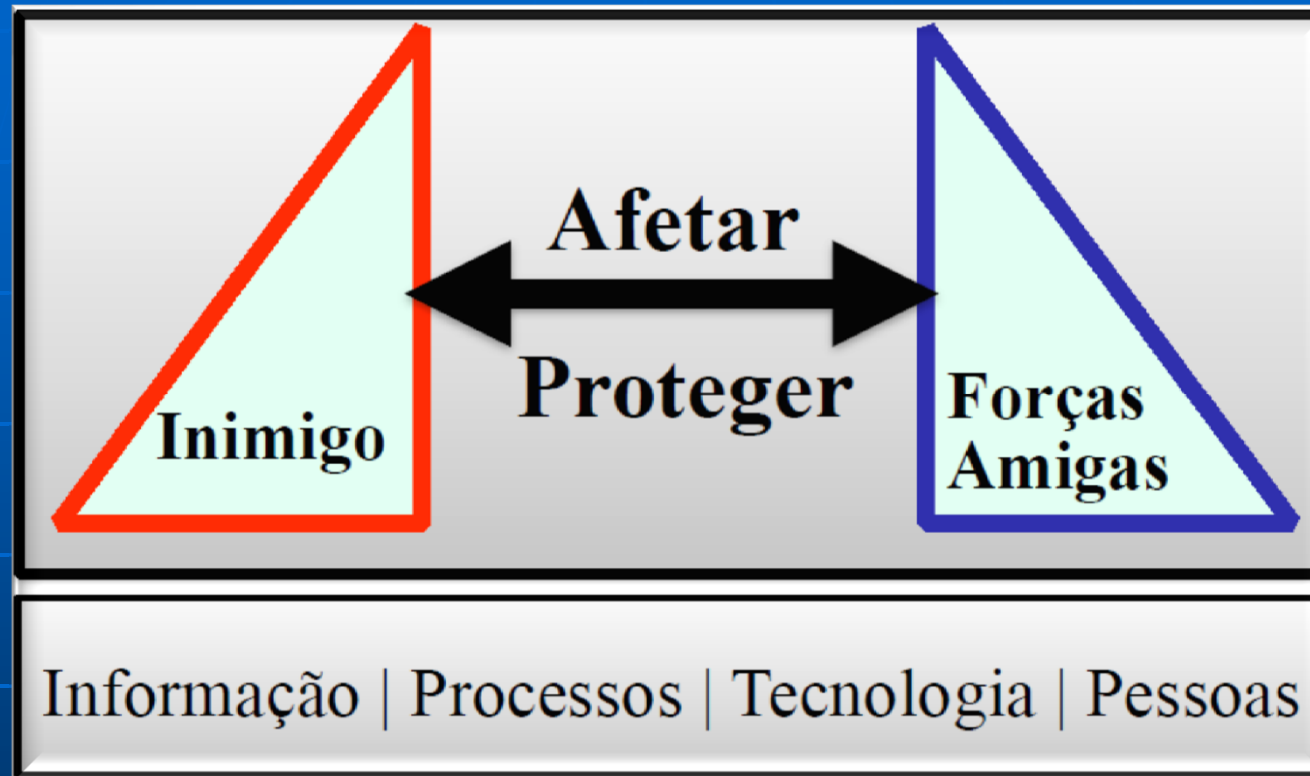 Afetar
Proteger
Inimigo
Forças
Amigas
Informação | Processos | Tecnologia | Pessoas